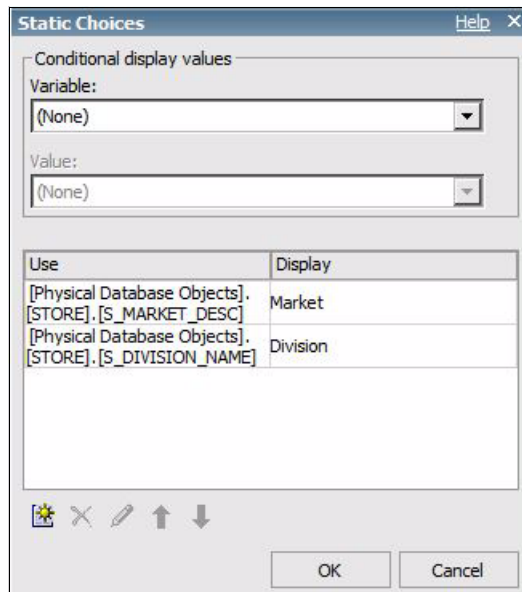 Static Choices Help
Conditional display values
Variable:
(None)
Value:
(None)
Use Display
[Physical Database Objects].
[STORE].[S_MARKET_DESC] Market
[Physical Database Objects].
[STORE].[S_DIVISION_NAME] Division
OK Cancel